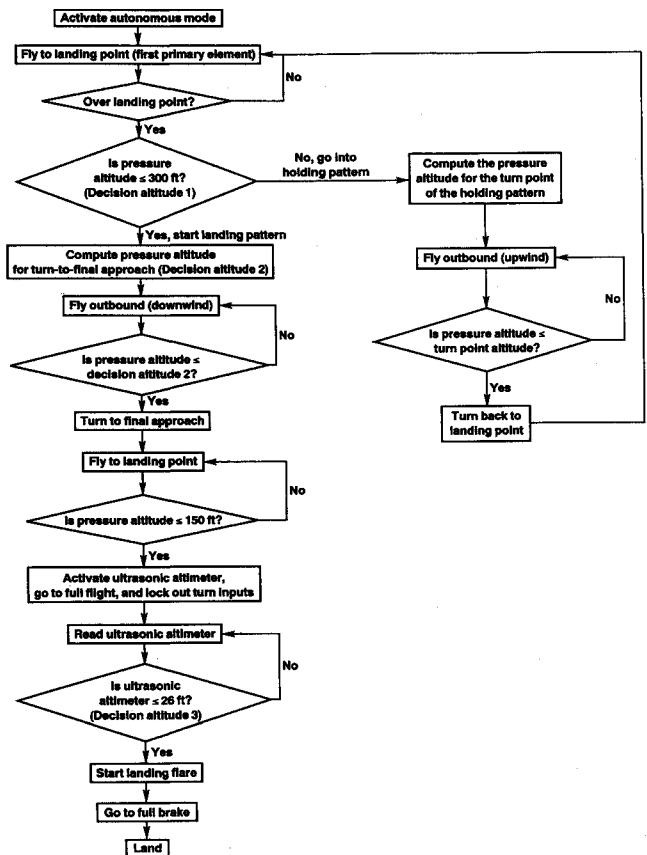 Activate autonomous mode
Fly to landing point (first primary element)
No
Over landing point?
Yes
Is pressure
altitude ≤ 300 ft?
(Decision altitude 1)
No, go into
holding pattern
Compute the pressure
altitude for the turn point
of the holding pattern
Yes, start landing pattern
Compute pressure altitude
for turn-to-final approach (Decision altitude 2)
Fly outbound (upwind)
Fly outbound (downwind)
No
No
Is pressure altitude ≤
turn point altitude?
Is pressure altitude ≤
decision altitude 2?
Yes
Yes
Turn back to
landing point
Turn to final approach
Fly to landing point
No
Is pressure altitude ≤ 150 ft?
Yes
Activate ultrasonic altimeter,
go to full flight, and lock out turn inputs
Read ultrasonic altimeter
No
Is ultrasonic
altimeter ≤ 26 ft?
(Decision altitude 3)
Yes
Start landing flare
Go to full brake
Land